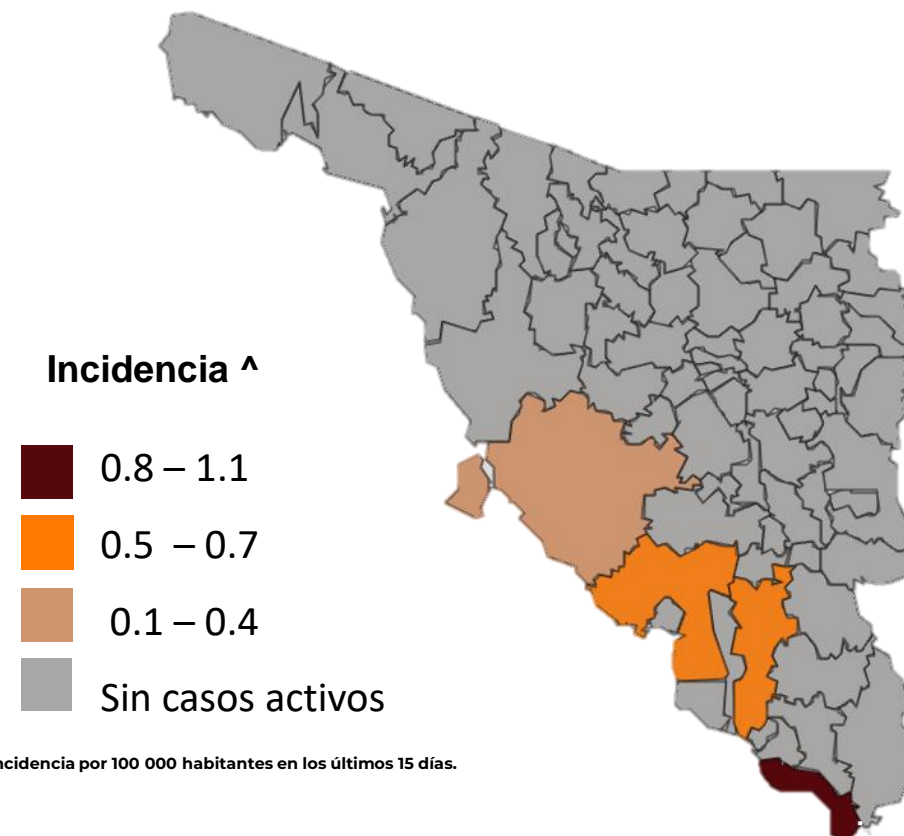 Incidencia ^
0.8 – 1.1
0.5 – 0.7
0.1 – 0.4
Sin casos activos
ncidencia por 100 000 habitantes en los últimos 15 días.